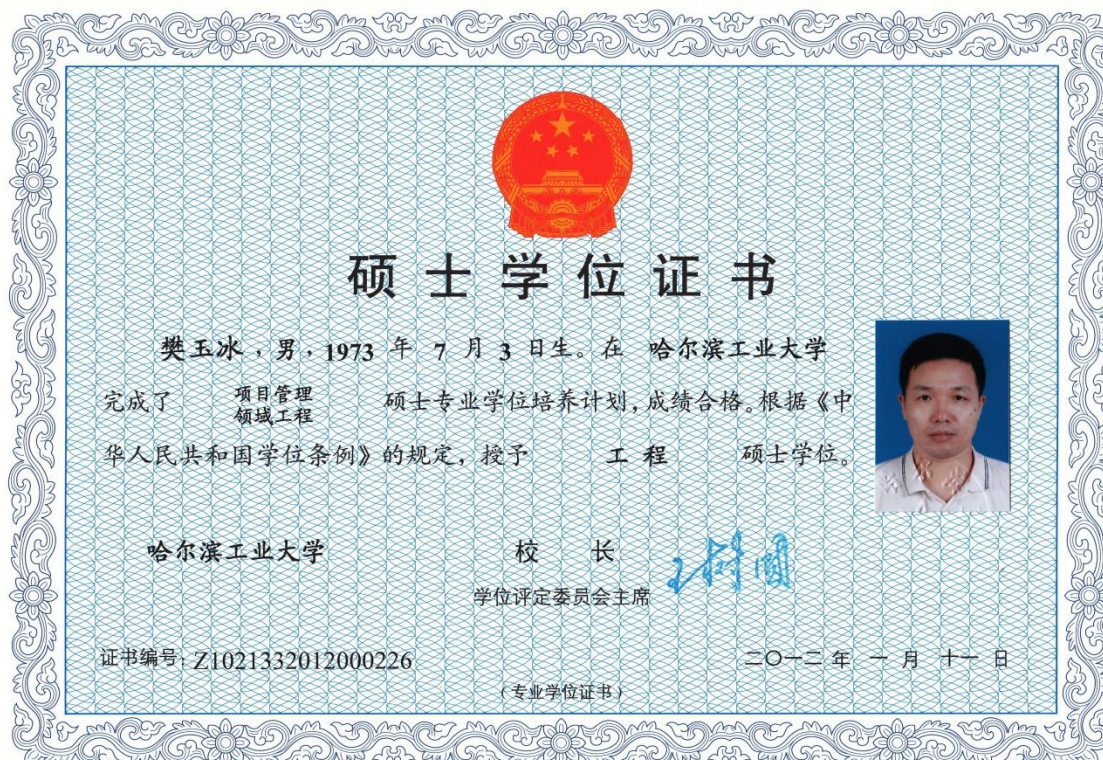 硕士学位证书
樊玉冰，男，1973 年 7 月 3 日生。在 哈尔滨工业大学
完成了 项目管理
领域工程 硕士专业学位培养计划，成绩合格。根据《中
华人民共和国学位条例》的规定，授予 工程 硕士学位。
哈尔滨工业大学 校长 王树国
学位评定委员会主席
证书编号：Z1021332012000226 二〇一二年 一月 十一日
（专业学位证书）